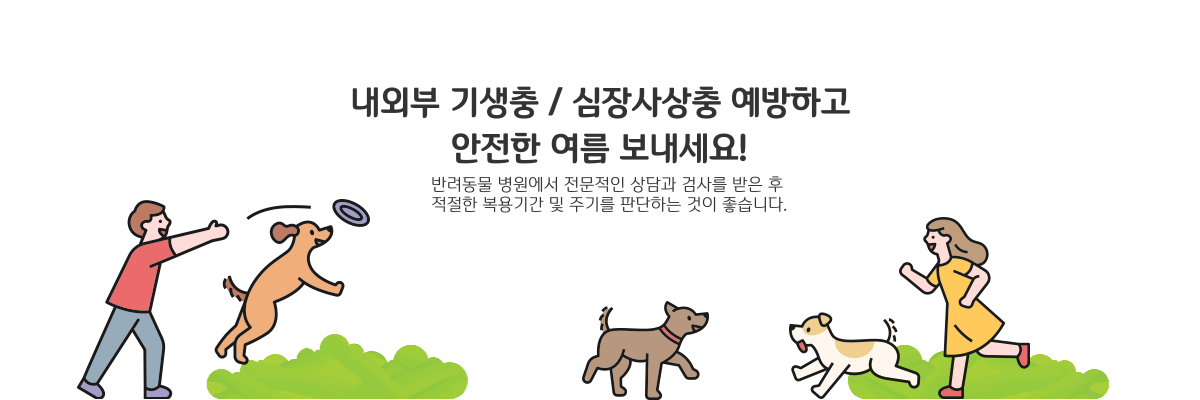 내외부 기생충 / 심장사상충 예방하고
안전한 여름 보내세요!
반려동물 병원에서 전문적인 상담과 검사를 받은 후
적절한 복용기간 및 주기를 판단하는 것이 좋습니다.